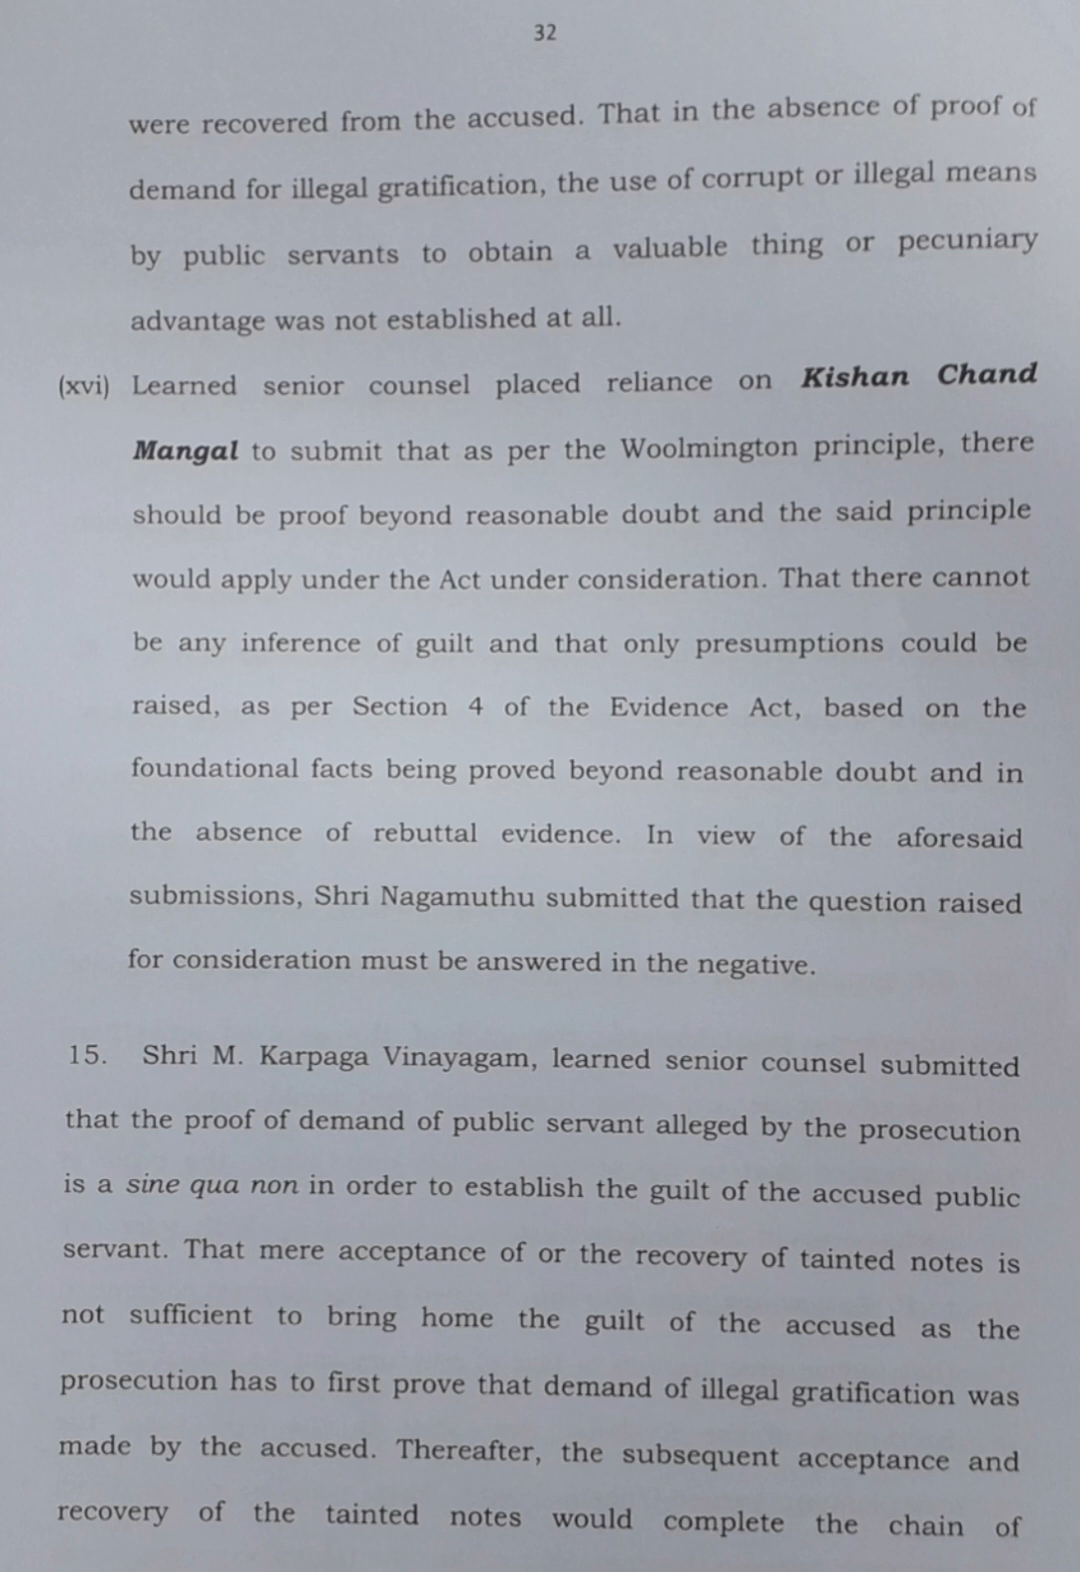 32
were recovered from the accused. That in the absence of proof of
demand for illegal gratification, the use of corrupt or illegal means
by public servants to obtain a valuable thing or pecuniary
advantage was not established at all.
(xvi) Learned senior counsel placed reliance on Kishan Chand
Mangal to submit that as per the Woolmington principle, there
should be proof beyond reasonable doubt and the said principle
would apply under the Act under consideration. That there cannot
be any inference of guilt and that only presumptions could be
raised, as per Section 4 of the Evidence Act, based on the
foundational facts being proved beyond reasonable doubt and in
the absence of rebuttal evidence. In view of the aforesaid
submissions, Shri Nagamuthu submitted that the question raised
for consideration must be answered in the negative.
15. Shri M. Karpaga Vinayagam, learned senior counsel submitted
that the proof of demand of public servant alleged by the prosecution
is a sine qua non in order to establish the guilt of the accused public
servant. That mere acceptance of or the recovery of tainted notes is
not sufficient to bring home the guilt of the accused as the
prosecution has to first prove that demand of illegal gratification was
made by the accused. Thereafter, the subsequent acceptance and
recovery of the tainted notes would complete the chain of